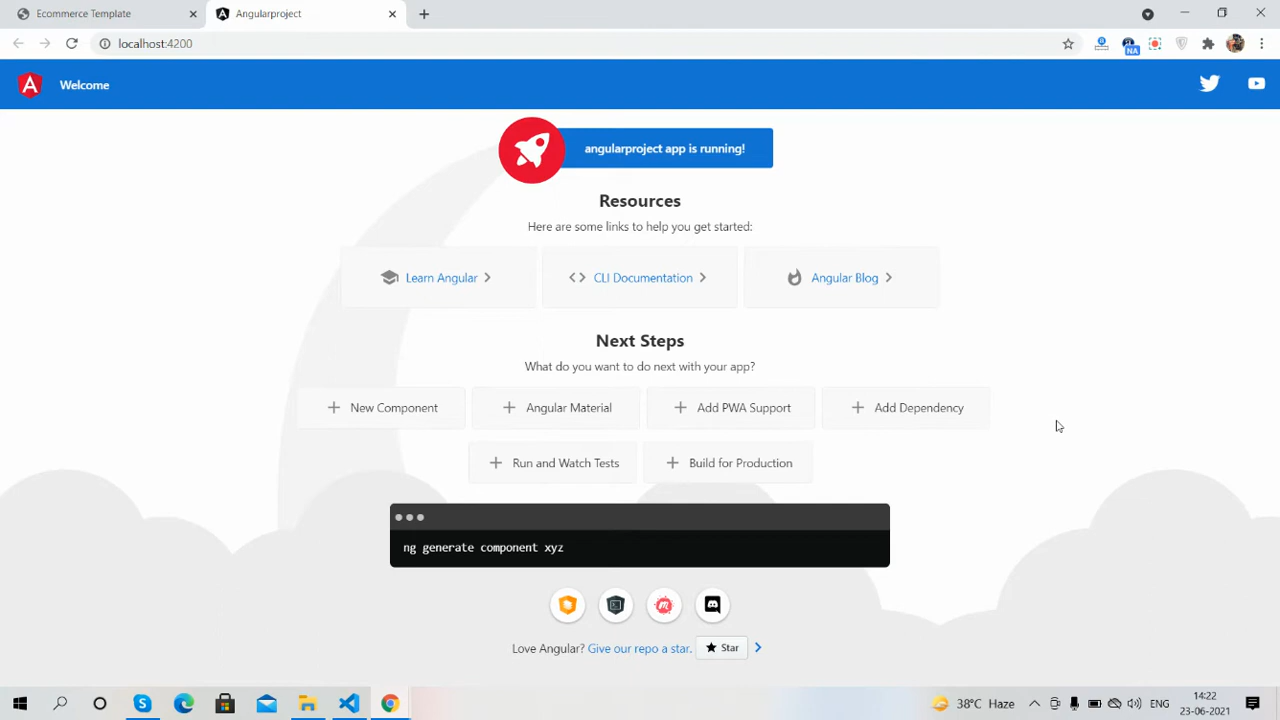 Ecommerce Template
Angularproject
localhost:4200
NA
Welcome
angularproject app is running!
Resources
Here are some links to help you get started:
Learn Angular
CLI Documentation
Angular Blog
Next Steps
What do you want to do next with your app?
New Component
Angular Material
Add PWA Support
Add Dependency
Run and Watch Tests
Build for Production
ng generate component xyz
Love Angular? Give our repo a star. Star
38°C Haze
ENG
14:22
23-06-2021